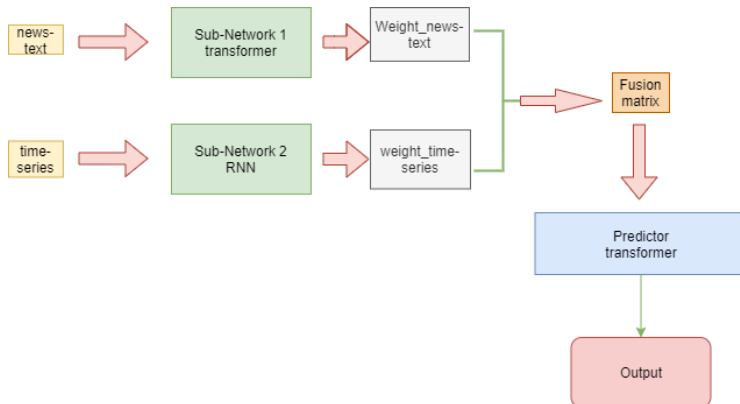 news-
text
Sub-Network 1
transformer
Weight_news-
text
Fusion
matrix
time-
series
Sub-Network 2
RNN
weight_time-
series
Predictor
transformer
Output